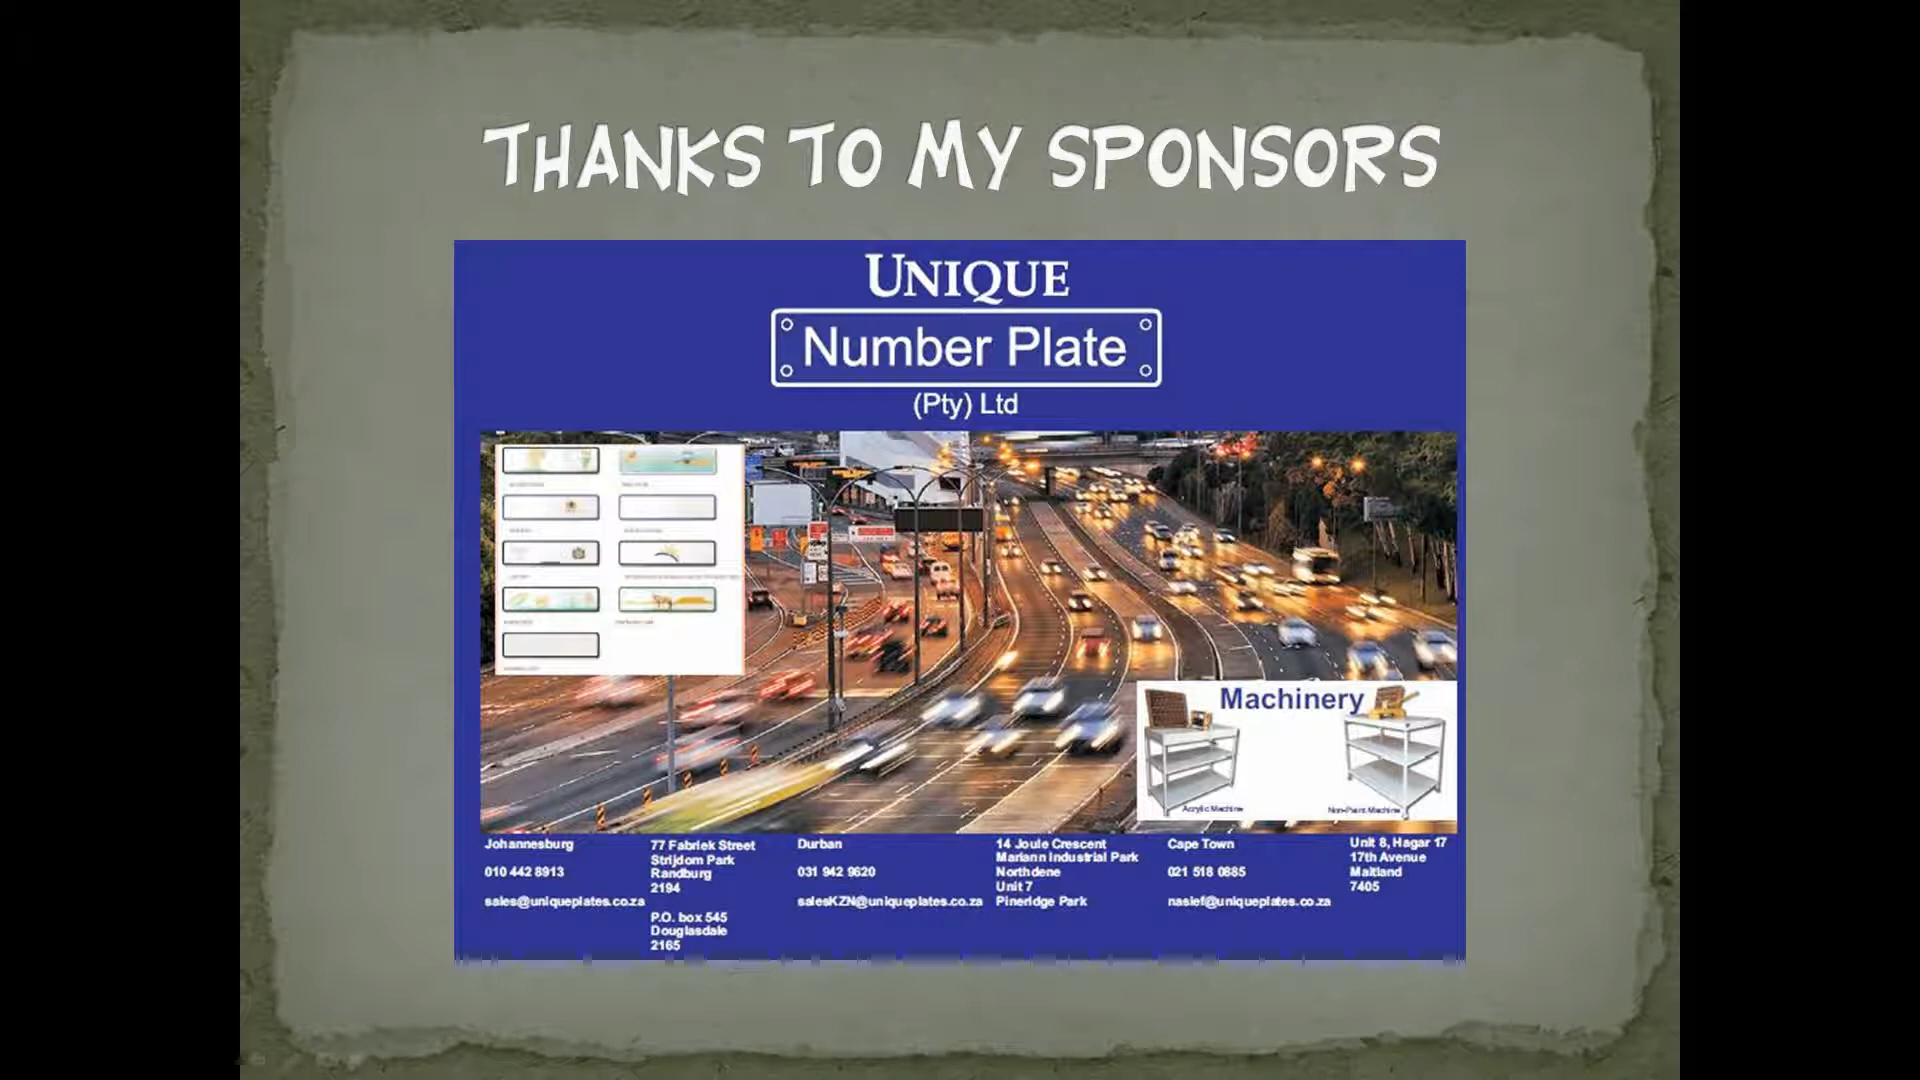 THANKS TO MY SPONSORS
UNIQUE
Number Plate
(Pty) Ltd
Machinery
Acrylic Machine
Non-Paint Machine
Johannesburg
010 442 8913
sales@uniqueplates.co.za
77 Fabriek Street
Strijdom Park
Randburg
2194
P.O. box 545
Douglasdale
2165
Durban
031 942 9620
salesKZN@uniqueplates.co.za
14 Joule Crescent
Mariann Industrial Park
Northdene
Unit 7
Pineridge Park
Cape Town
021 518 0885
nasief@uniqueplates.co.za
Unit 8, Hagar 17
17th Avenue
Maitland
7405